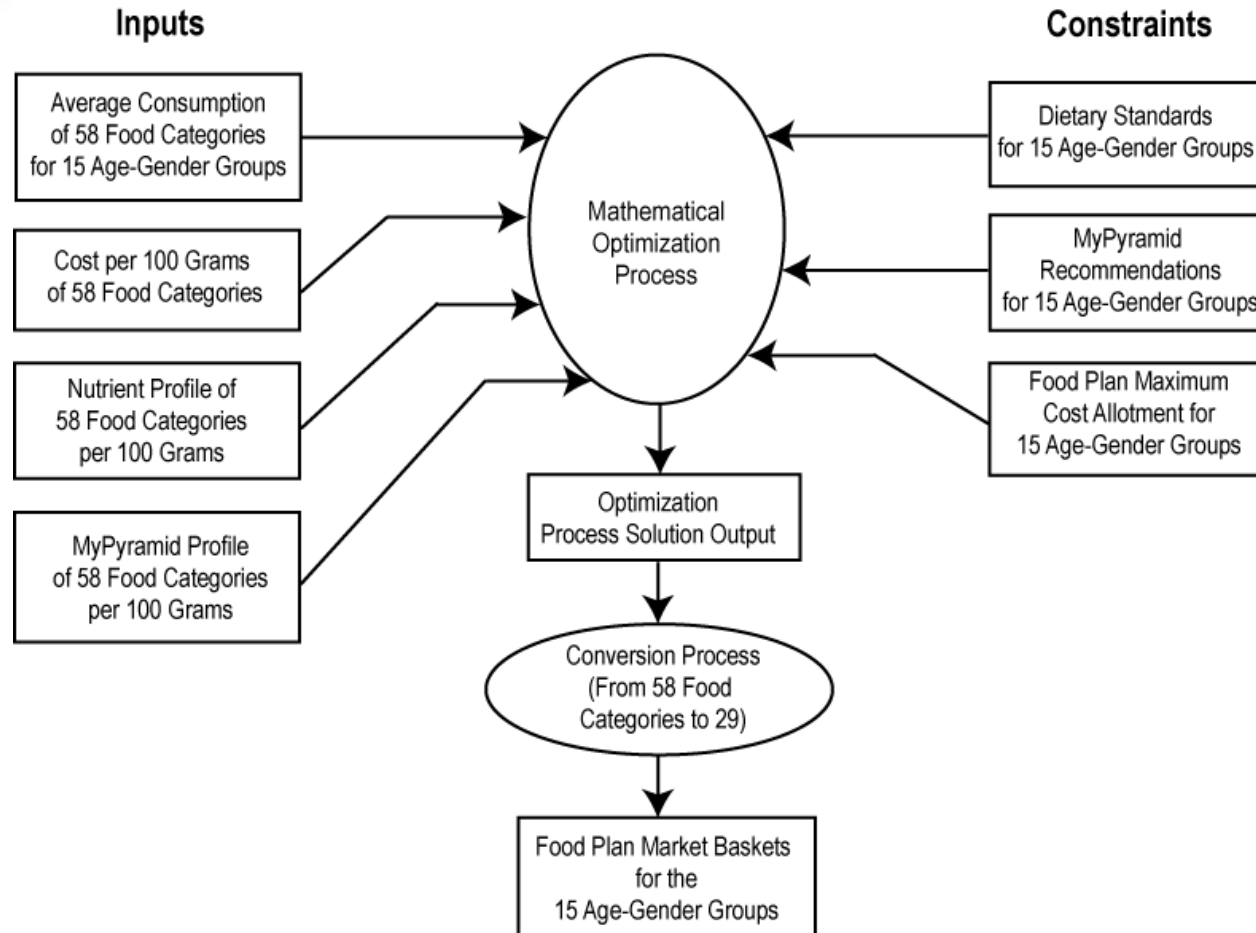 Inputs
Average Consumption
of 58 Food Categories
for 15 Age-Gender Groups
Cost per 100 Grams
of 58 Food Categories
Nutrient Profile of
58 Food Categories
per 100 Grams
MyPyramid Profile
of 58 Food Categories
per 100 Grams
Mathematical
Optimization
Process
Optimization
Process Solution Output
Conversion Process
(From 58 Food
Categories to 29)
Food Plan Market Baskets
for the
15 Age-Gender Groups
Constraints
Dietary Standards
for 15 Age-Gender Groups
MyPyramid
Recommendations
for 15 Age-Gender Groups
Food Plan Maximum
Cost Allotment for
15 Age-Gender Groups